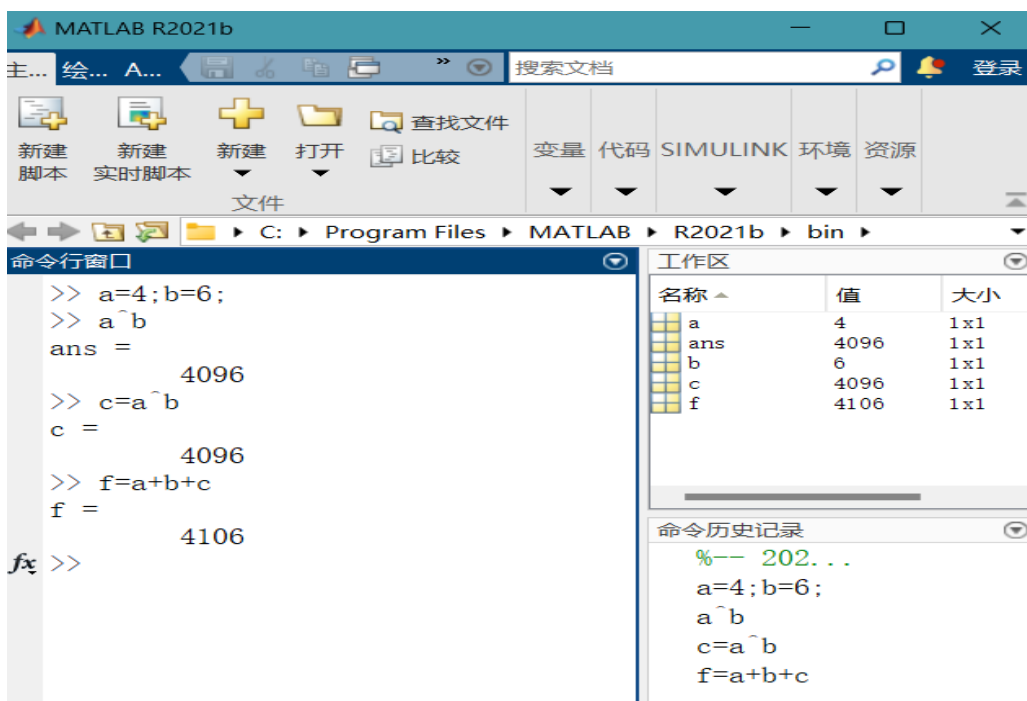 MATLAB R2021b
主... 绘... A... » 搜索文档 登录
新建脚本 新建实时脚本 新建 打开 查找文件 比较
文件 变量 代码 SIMULINK 环境 资源
C: Program Files MATLAB R2021b bin
命令行窗口
>> a=4;b=6;
>> a^b
ans =
4096
>> c=a^b
c =
4096
>> f=a+b+c
f =
4106
fx >>
工作区
名称 值 大小
a 4 1x1
ans 4096 1x1
b 6 1x1
c 4096 1x1
f 4106 1x1
命令历史记录
%-- 202...
a=4;b=6;
a^b
c=a^b
f=a+b+c